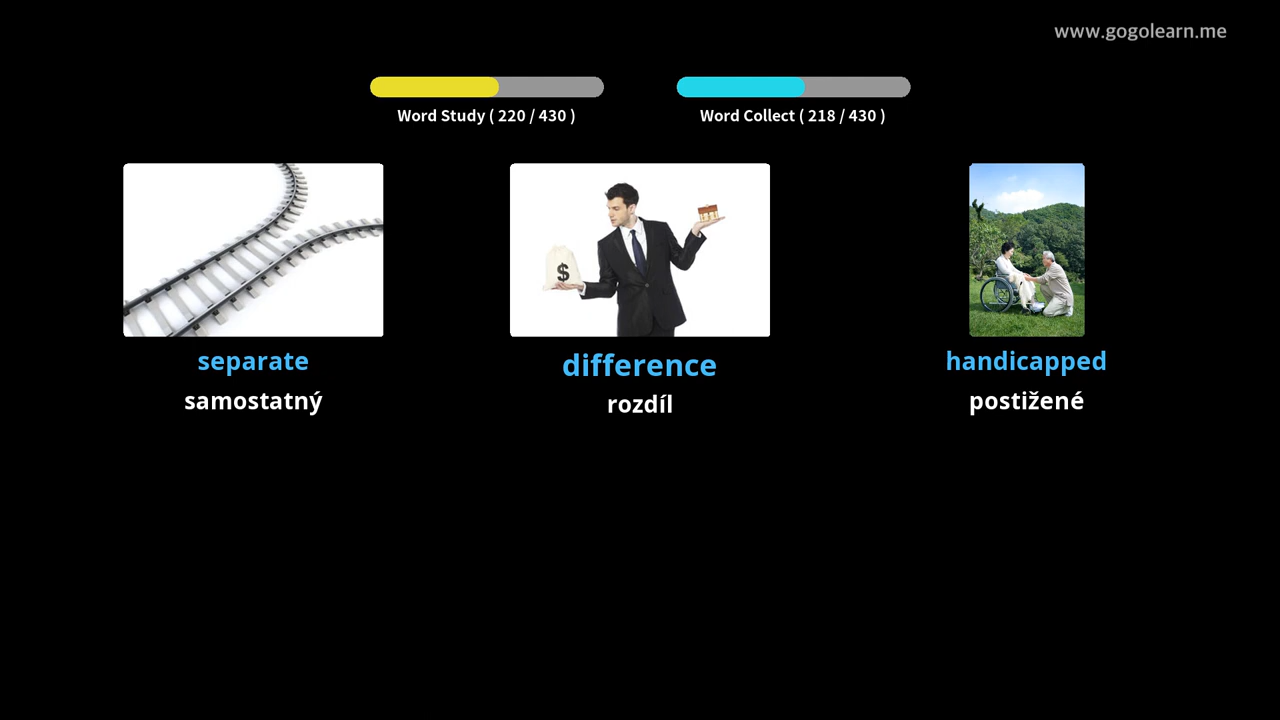 www.gogolearn.me
Word Study ( 220 / 430 )
Word Collect ( 218 / 430 )
$
separate
difference
handicapped
samostatný
rozdíl
postižené